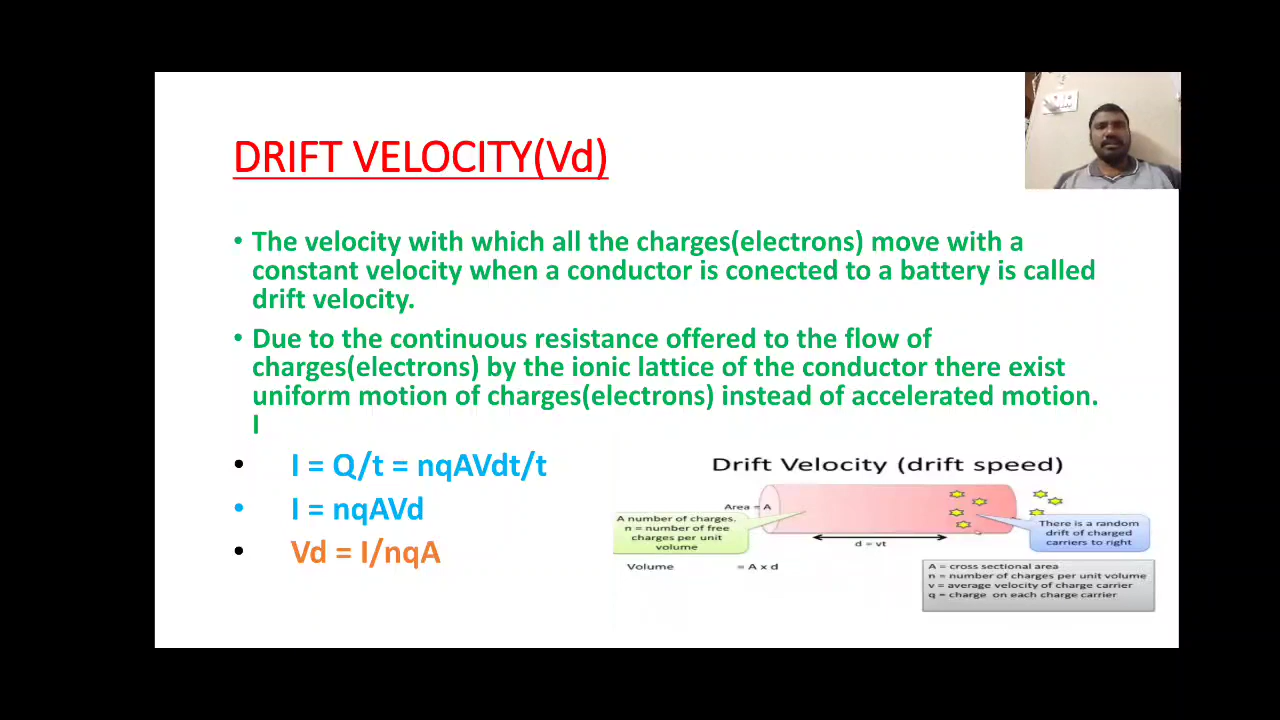 DRIFT VELOCITY(Vd)
• The velocity with which all the charges(electrons) move with a
constant velocity when a conductor is conected to a battery is called
drift velocity.
• Due to the continuous resistance offered to the flow of
charges(electrons) by the ionic lattice of the conductor there exist
uniform motion of charges(electrons) instead of accelerated motion.
I
• I = Q/t = nqAVdt/t
• I = nqAVd
• Vd = I/nqA
Drift Velocity (drift speed)
Area = A
A number of charges.
n = number of free
charges per unit
volume
There is a random
drift of charged
carriers to right
d = vt
Volume = A x d
A = cross sectional area
n = number of charges per unit volume
v = average velocity of charge carrier
q = charge on each charge carrier